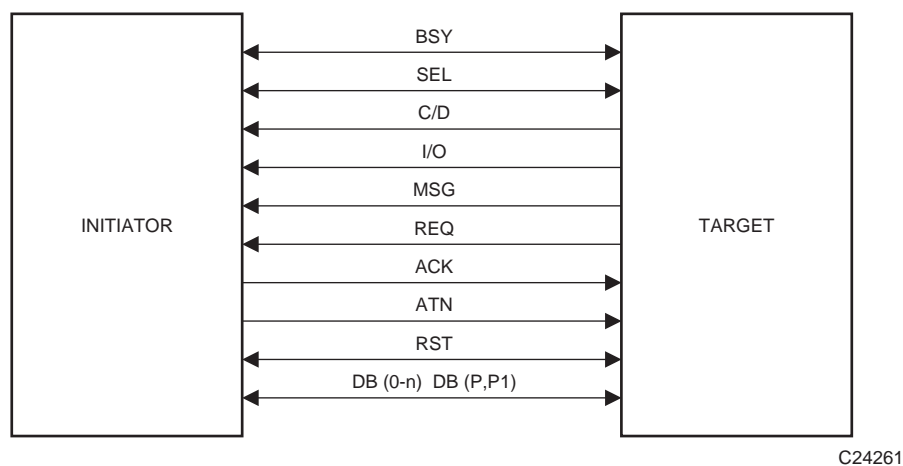 BSY
SEL
C/D
I/O
MSG
INITIATOR
REQ
TARGET
ACK
ATN
RST
DB (0-n) DB (P,P1)
C24261